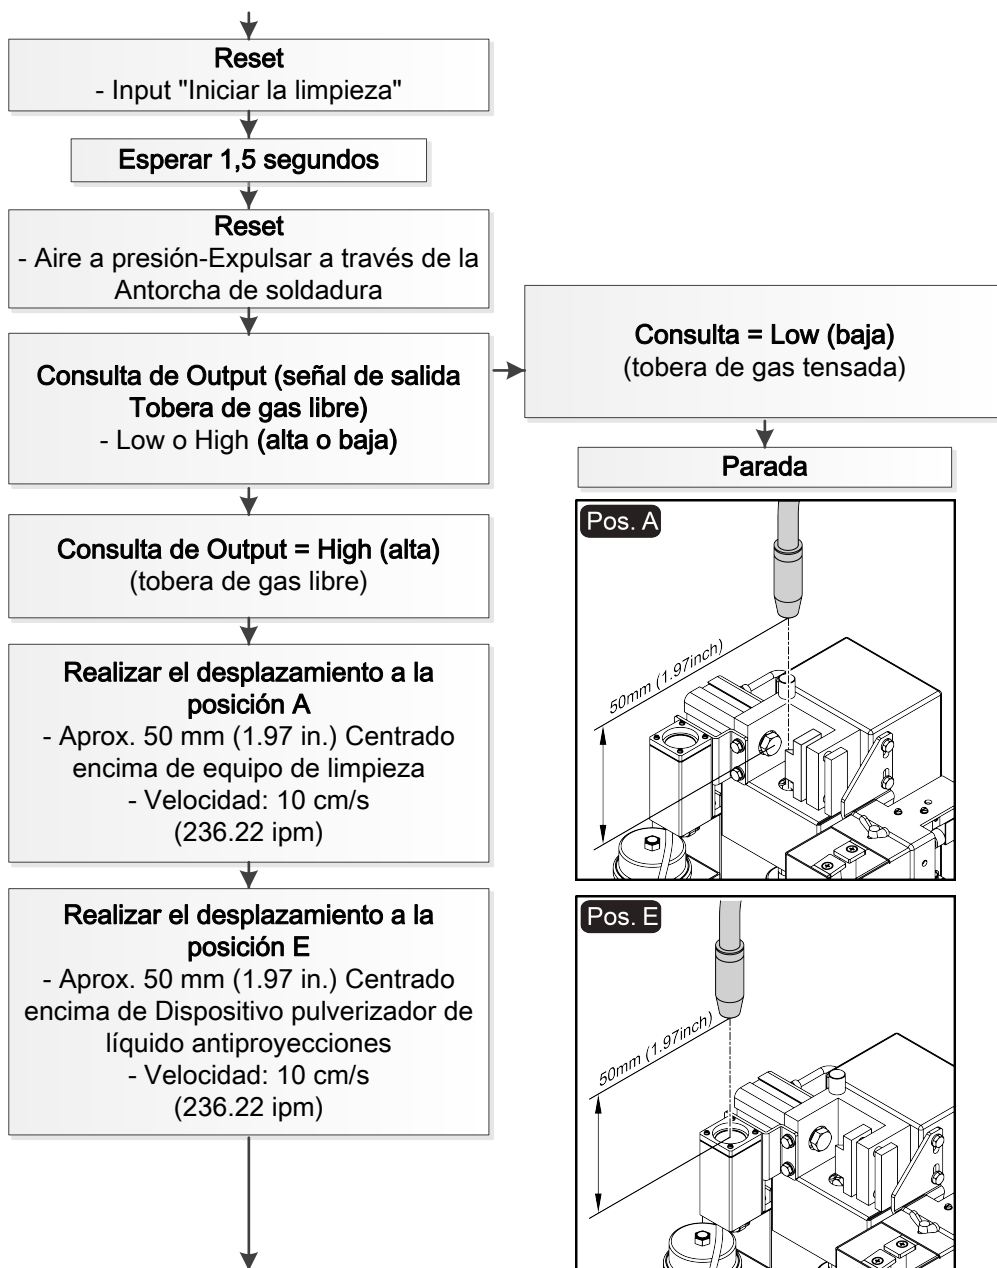 Reset
- Input "Iniciar la limpieza"
Esperar 1,5 segundos
Reset
- Aire a presión-Expulsar a través de la
Antorcha de soldadura
Consulta de Output (señal de salida
Tobera de gas libre)
- Low o High (alta o baja)
Consulta = Low (baja)
(tobera de gas tensada)
Parada
Consulta de Output = High (alta)
(tobera de gas libre)
Realizar el desplazamiento a la
posición A
- Aprox. 50 mm (1.97 in.) Centrado
encima de equipo de limpieza
- Velocidad: 10 cm/s
(236.22 ipm)
Realizar el desplazamiento a la
posición E
- Aprox. 50 mm (1.97 in.) Centrado
encima de Dispositivo pulverizador de
líquido antiproyecciones
- Velocidad: 10 cm/s
(236.22 ipm)
Pos. A
50mm (1.97inch)
Pos. E
50mm (1.97inch)